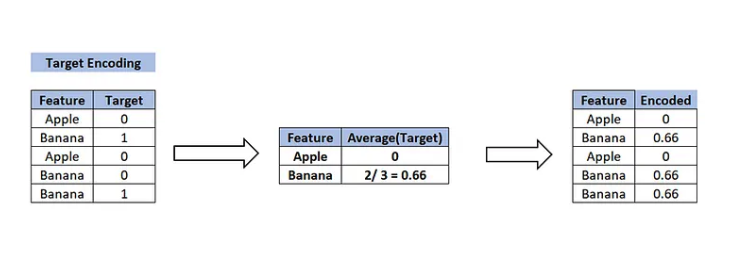 Target Encoding
Feature Target
Apple 0
Banana 1
Apple 0
Banana 0
Banana 1
Feature Average(Target)
Apple 0
Banana 2/ 3 = 0.66
Feature Encoded
Apple 0
Banana 0.66
Apple 0
Banana 0.66
Banana 0.66